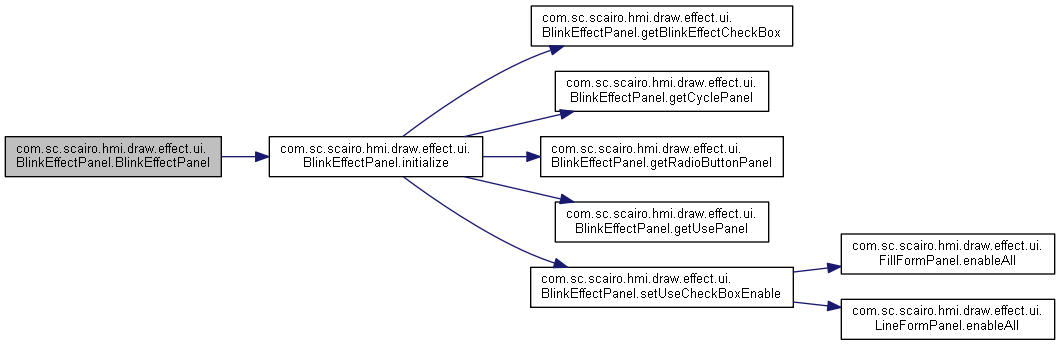 com.sc.scairo.hmi.draw.effect.ui.
BlinkEffectPanel.BlinkEffectPanel
com.sc.scairo.hmi.draw.effect.ui.
BlinkEffectPanel.initialize
com.sc.scairo.hmi.draw.effect.ui.
BlinkEffectPanel.getBlinkEffectCheckBox
com.sc.scairo.hmi.draw.effect.ui.
BlinkEffectPanel.getCyclePanel
com.sc.scairo.hmi.draw.effect.ui.
BlinkEffectPanel.getRadioButtonPanel
com.sc.scairo.hmi.draw.effect.ui.
BlinkEffectPanel.getUsePanel
com.sc.scairo.hmi.draw.effect.ui.
BlinkEffectPanel.setUseCheckBoxEnable
com.sc.scairo.hmi.draw.effect.ui.
FillFormPanel.enableAll
com.sc.scairo.hmi.draw.effect.ui.
LineFormPanel.enableAll